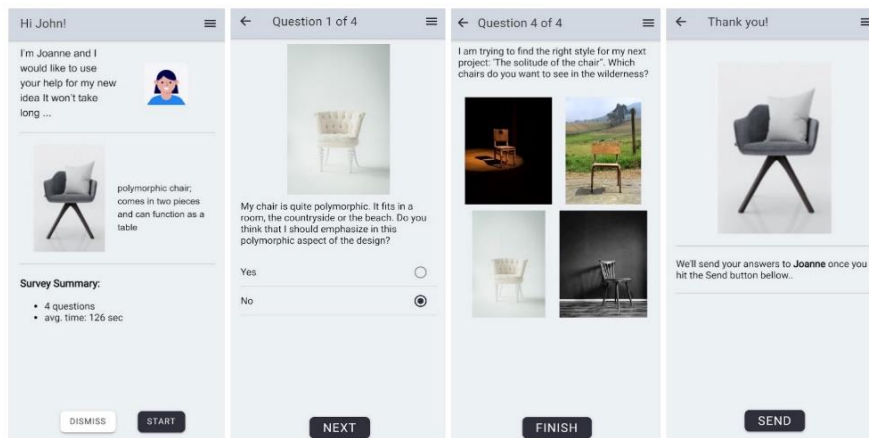 Hi John!
I'm Joanne and I
would like to use
your help for my new
idea It won't take
long ...
polymorphic chair;
comes in two pieces
and can function as a
table
Survey Summary:
4 questions
avg. time: 126 sec
DISMISS
START
Question 1 of 4
My chair is quite polymorphic. It fits in a
room, the countryside or the beach. Do you
think that I should emphasize in this
polymorphic aspect of the design?
Yes
No
NEXT
Question 4 of 4
I am trying to find the right style for my next
project: 'The solitude of the chair". Which
chairs do you want to see in the wilderness?
FINISH
Thank you!
We'll send your answers to Joanne once you
hit the Send button bellow..
SEND